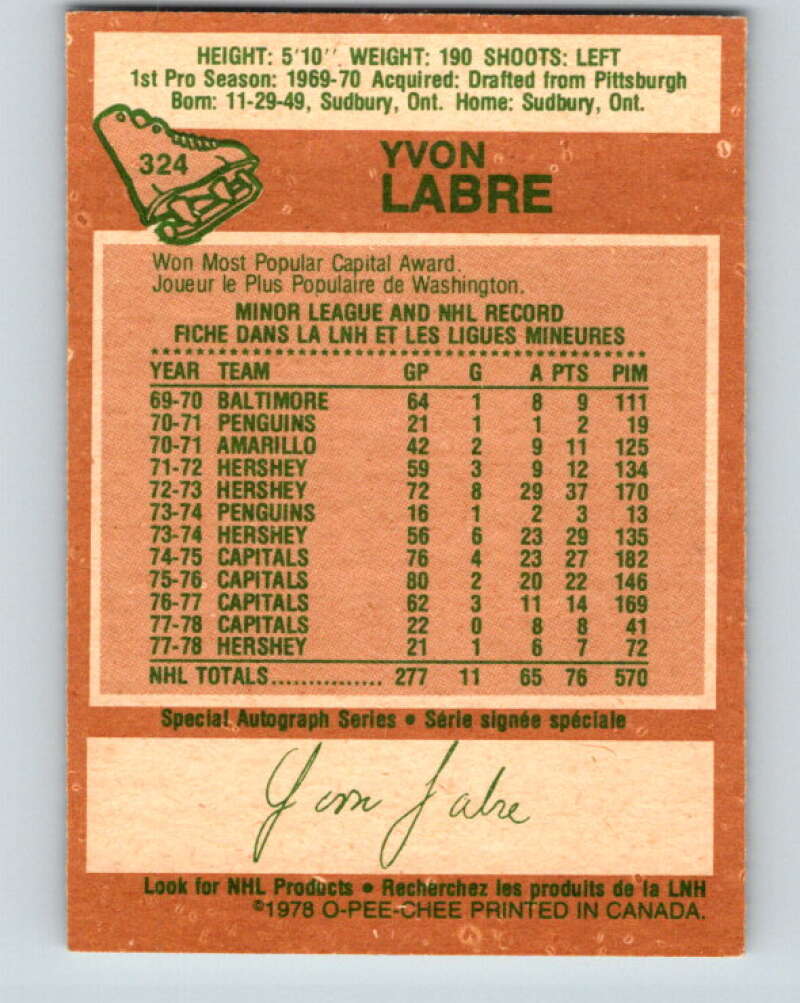 HEIGHT: 5'10'' WEIGHT: 190 SHOOTS: LEFT
1st Pro Season: 1969-70 Acquired: Drafted from Pittsburgh
Born: 11-29-49, Sudbury, Ont. Home: Sudbury, Ont.
324
YVON
LABRE
Won Most Popular Capital Award.
Joueur le Plus Populaire de Washington.
MINOR LEAGUE AND NHL RECORD
FICHE DANS LA LNH ET LES LIGUES MINEURES
YEAR TEAM GP G A PTS PIM
69-70 BALTIMORE 64 1 8 9 111
70-71 PENGUINS 21 1 1 2 19
70-71 AMARILLO 42 2 9 11 125
71-72 HERSHEY 59 3 9 12 134
72-73 HERSHEY 72 8 29 37 170
73-74 PENGUINS 16 1 2 3 13
73-74 HERSHEY 56 6 23 29 135
74-75 CAPITALS 76 4 23 27 182
75-76 CAPITALS 80 2 20 22 146
76-77 CAPITALS 62 3 11 14 169
77-78 CAPITALS 22 0 8 8 41
77-78 HERSHEY 21 1 6 7 72
NHL TOTALS............... 277 11 65 76 570
Special Autograph Series • Série signée spéciale
Yvon Labre
Look for NHL Products • Recherchez les produits de la LNH
©1978 O-PEE-CHEE PRINTED IN CANADA.